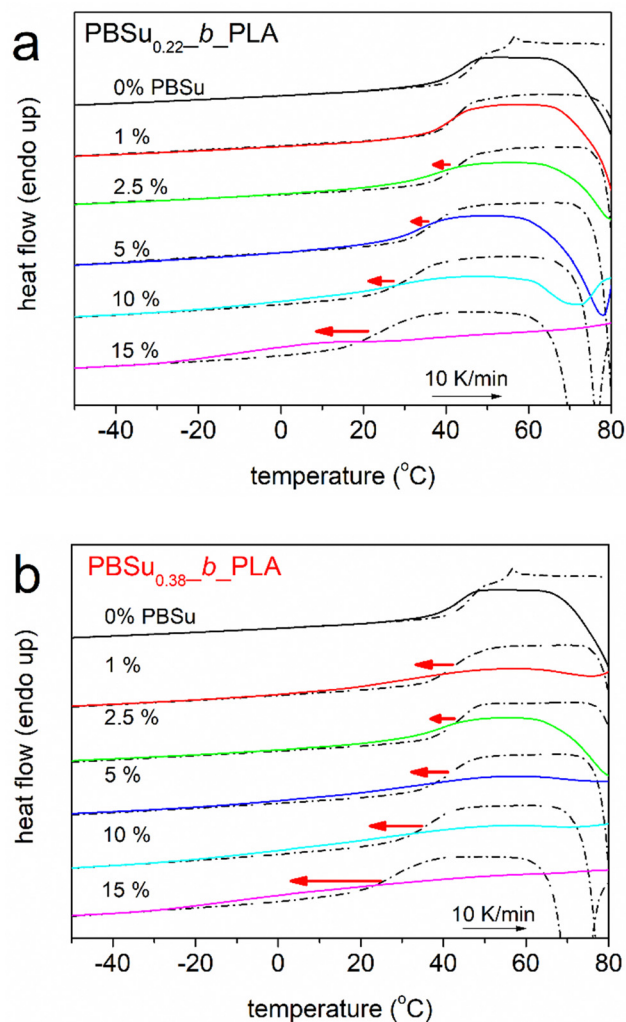 a
PBSu0.22_b_PLA
0% PBSu
1 %
2.5 %
5 %
10 %
15 %
10 K/min
heat flow (endo up)
-40 -20 0 20 40 60 80
temperature (°C)
b
PBSu0.38_b_PLA
0% PBSu
1 %
2.5 %
5 %
10 %
15 %
10 K/min
heat flow (endo up)
-40 -20 0 20 40 60 80
temperature (°C)